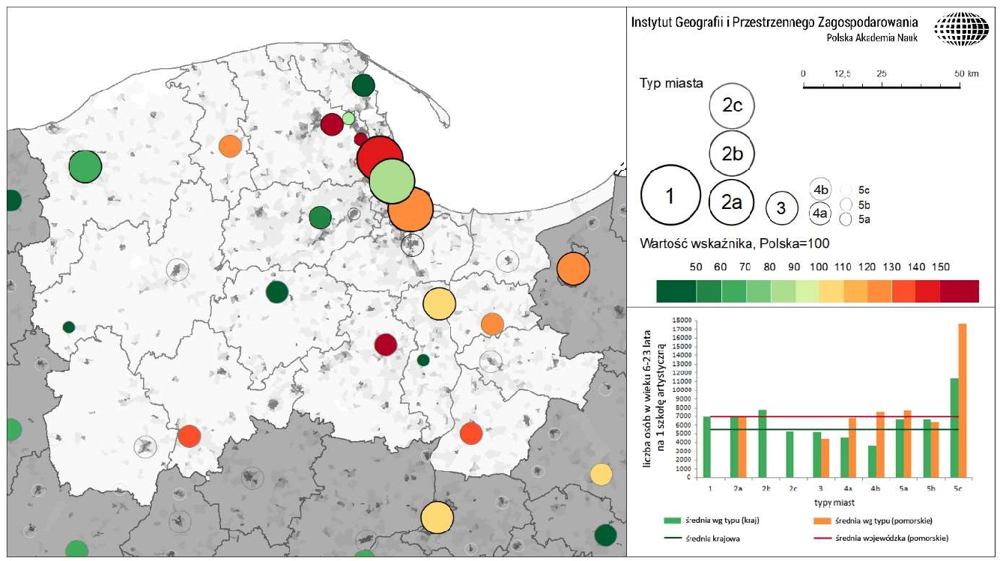 Instytut Geografii i Przestrzennego Zagospodarowania
Polska Akademia Nauk
0 12,5 25 50 km
Typ miasta
2c
2b
1 2a 3 4b 4a 5c 5b 5a
Wartość wskaźnika, Polska=100
50 60 70 80 90 100 110 120 130 140 150
liczba osób w wieku 6-23 lata
na 1 szkołę artystyczną
18000
17000
16000
15000
14000
13000
12000
11000
10000
9000
8000
7000
6000
5000
4000
3000
2000
1000
0
1 2a 2b 2c 3 4a 4b 5a 5b 5c
typy miast
średnia wg typu (kraj) średnia wg typu (pomorskie)
średnia krajowa średnia wojewódzka (pomorskie)